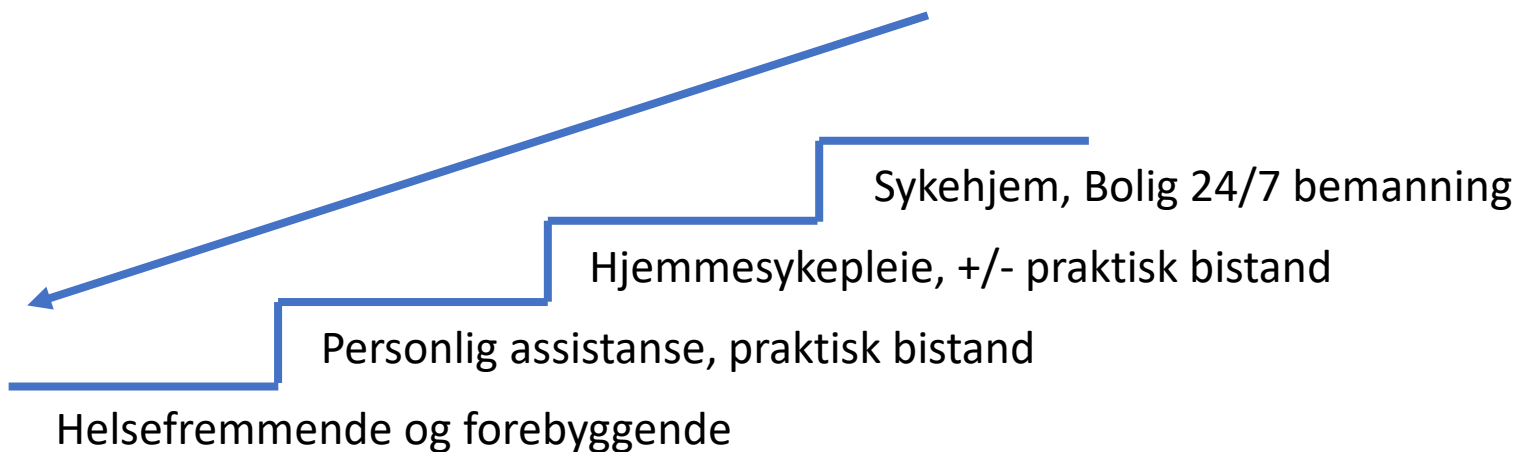 Sykehjem, Bolig 24/7 bemanning
Hjemmesykepleie, +/- praktisk bistand
Personlig assistanse, praktisk bistand
Helsefremmende og forebyggende